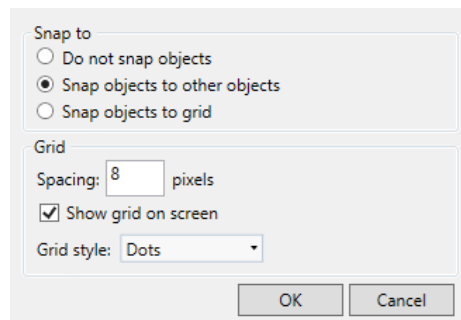 Snap to
Do not snap objects
Snap objects to other objects
Snap objects to grid
Grid
Spacing: 8 pixels
Show grid on screen
Grid style: Dots
OK Cancel